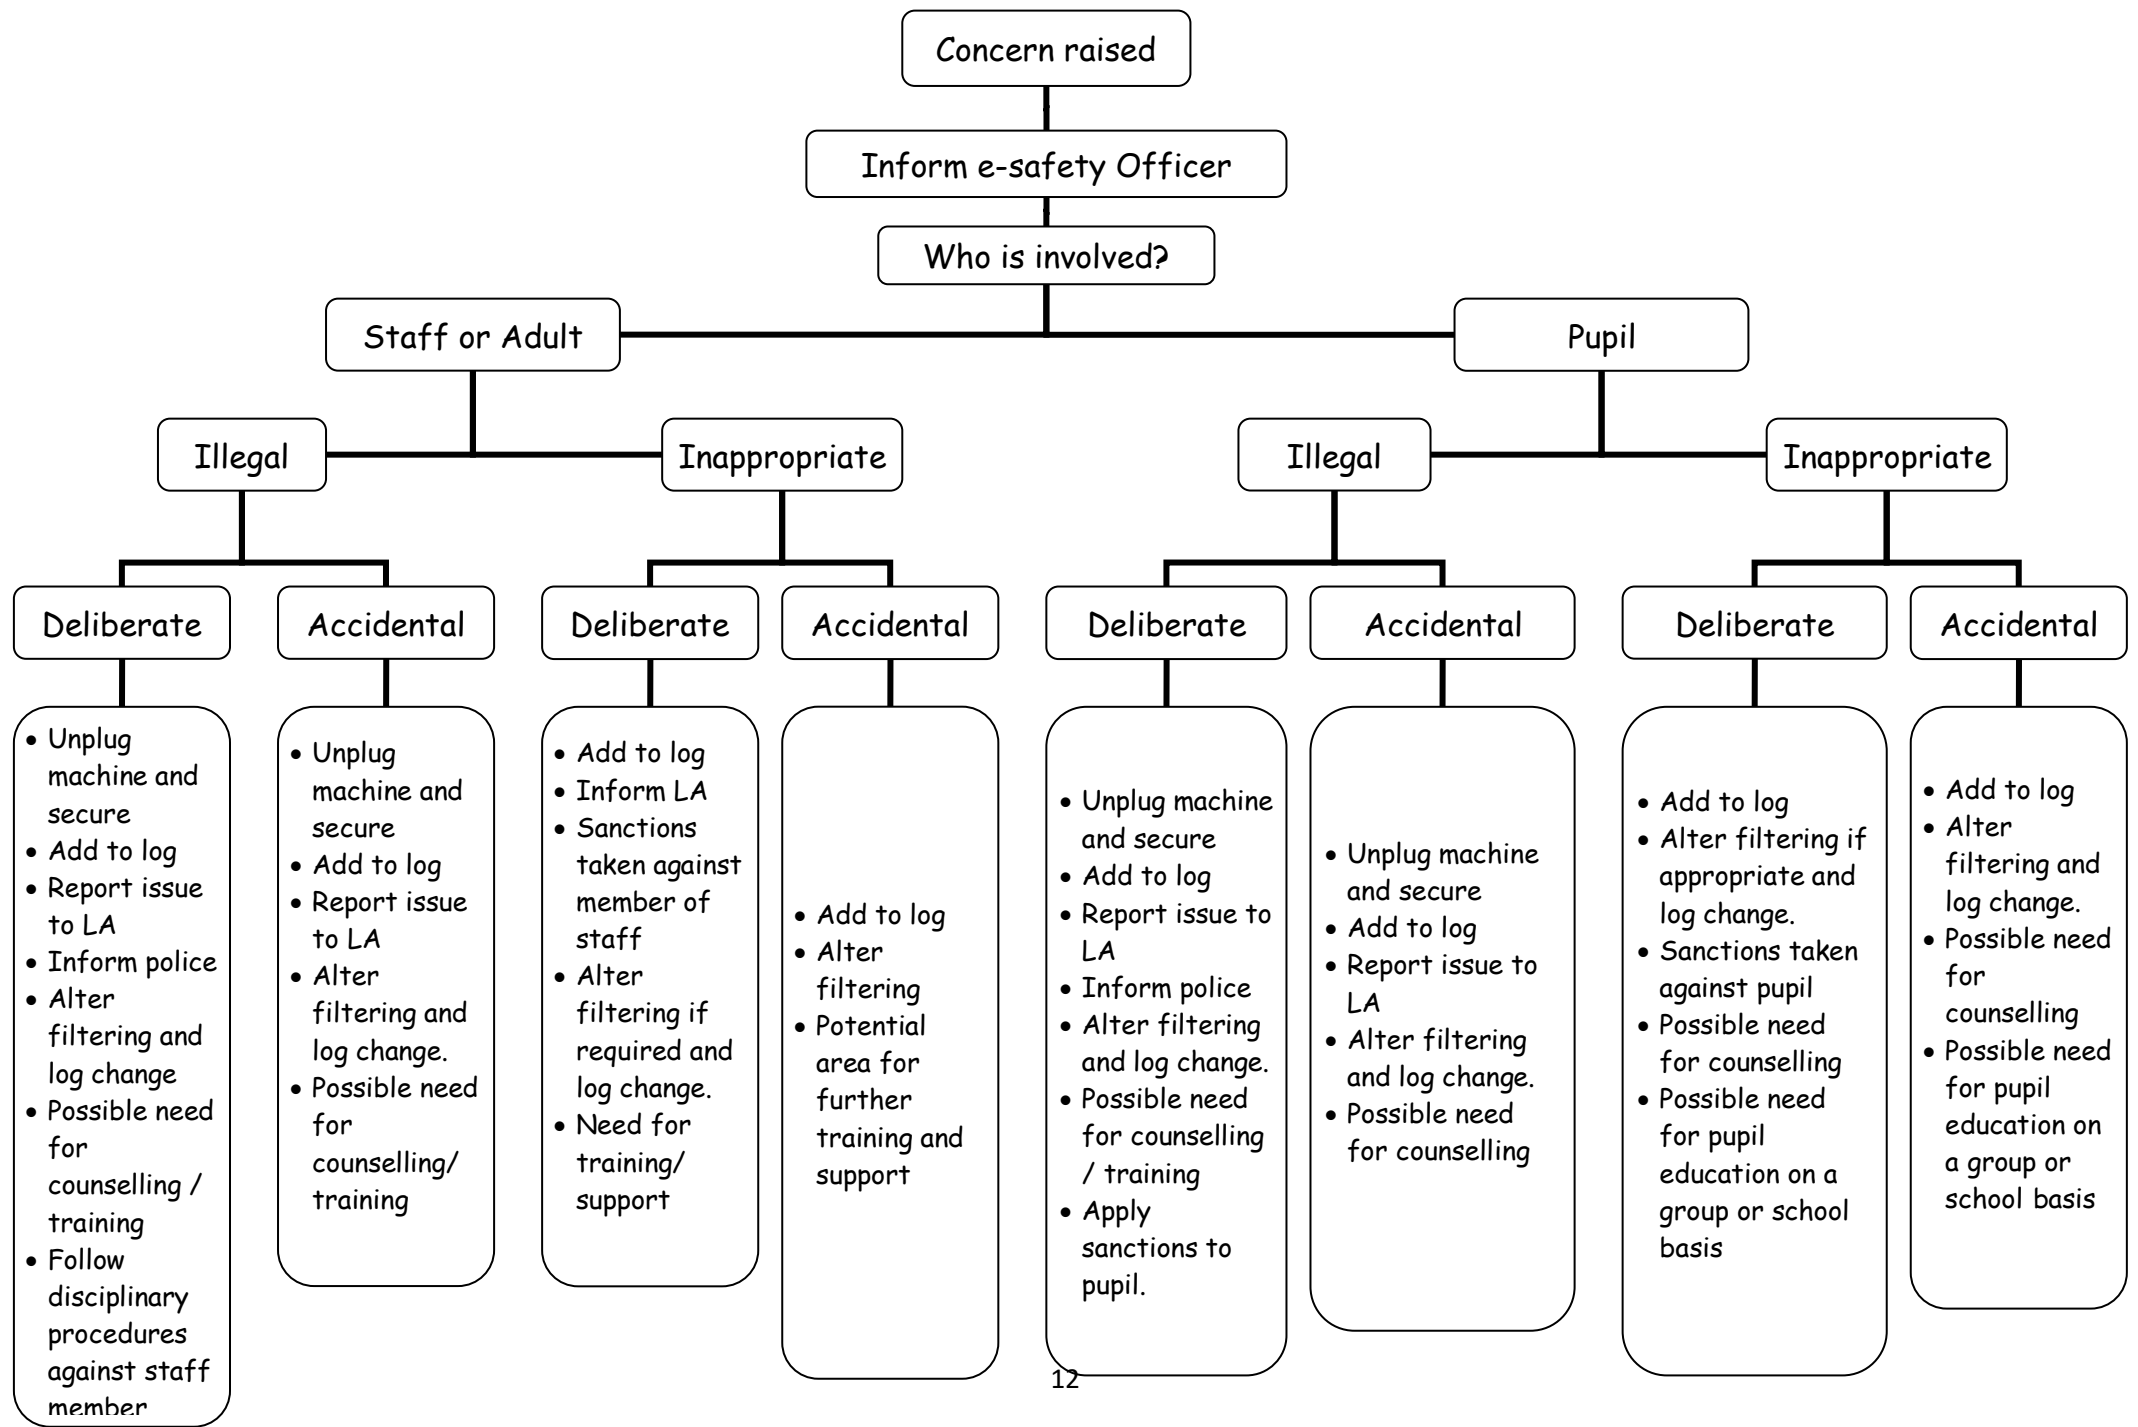 Concern raised
Inform e-safety Officer
Who is involved?
Staff or Adult
Pupil
Illegal
Inappropriate
Illegal
Inappropriate
Deliberate
Accidental
Deliberate
Accidental
Deliberate
Accidental
Deliberate
Accidental
• Unplug
machine and
secure
• Add to log
• Report issue
to LA
• Inform police
• Alter
filtering and
log change
• Possible need
for
counselling /
training
• Follow
disciplinary
procedures
against staff
member
• Unplug
machine and
secure
• Add to log
• Report issue
to LA
• Alter
filtering and
log change.
• Possible need
for
counselling/
training
• Add to log
• Inform LA
• Sanctions
taken against
member of
staff
• Alter
filtering if
required and
log change.
• Need for
training/
support
• Add to log
• Alter
filtering
• Potential
area for
further
training and
support
• Unplug machine
and secure
• Add to log
• Report issue to
LA
• Inform police
• Alter filtering
and log change.
• Possible need
for counselling
/ training
• Apply
sanctions to
pupil.
• Unplug machine
and secure
• Add to log
• Report issue to
LA
• Alter filtering
and log change.
• Possible need
for counselling
• Add to log
• Alter filtering if
appropriate and
log change.
• Sanctions taken
against pupil
• Possible need
for counselling
• Possible need
for pupil
education on a
group or school
basis
• Add to log
• Alter
filtering and
log change.
• Possible need
for
counselling
• Possible need
for pupil
education on
a group or
school basis
12